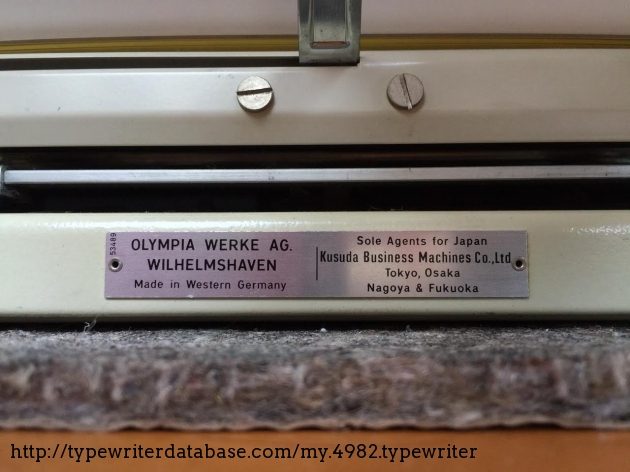 53489
OLYMPIA WERKE AG.
WILHELMSHAVEN
Made in Western Germany
Sole Agents for Japan
Kusuda Business Machines Co.,Ltd.
Tokyo, Osaka
Nagoya & Fukuoka
http://typewriterdatabase.com/my.4982.typewriter